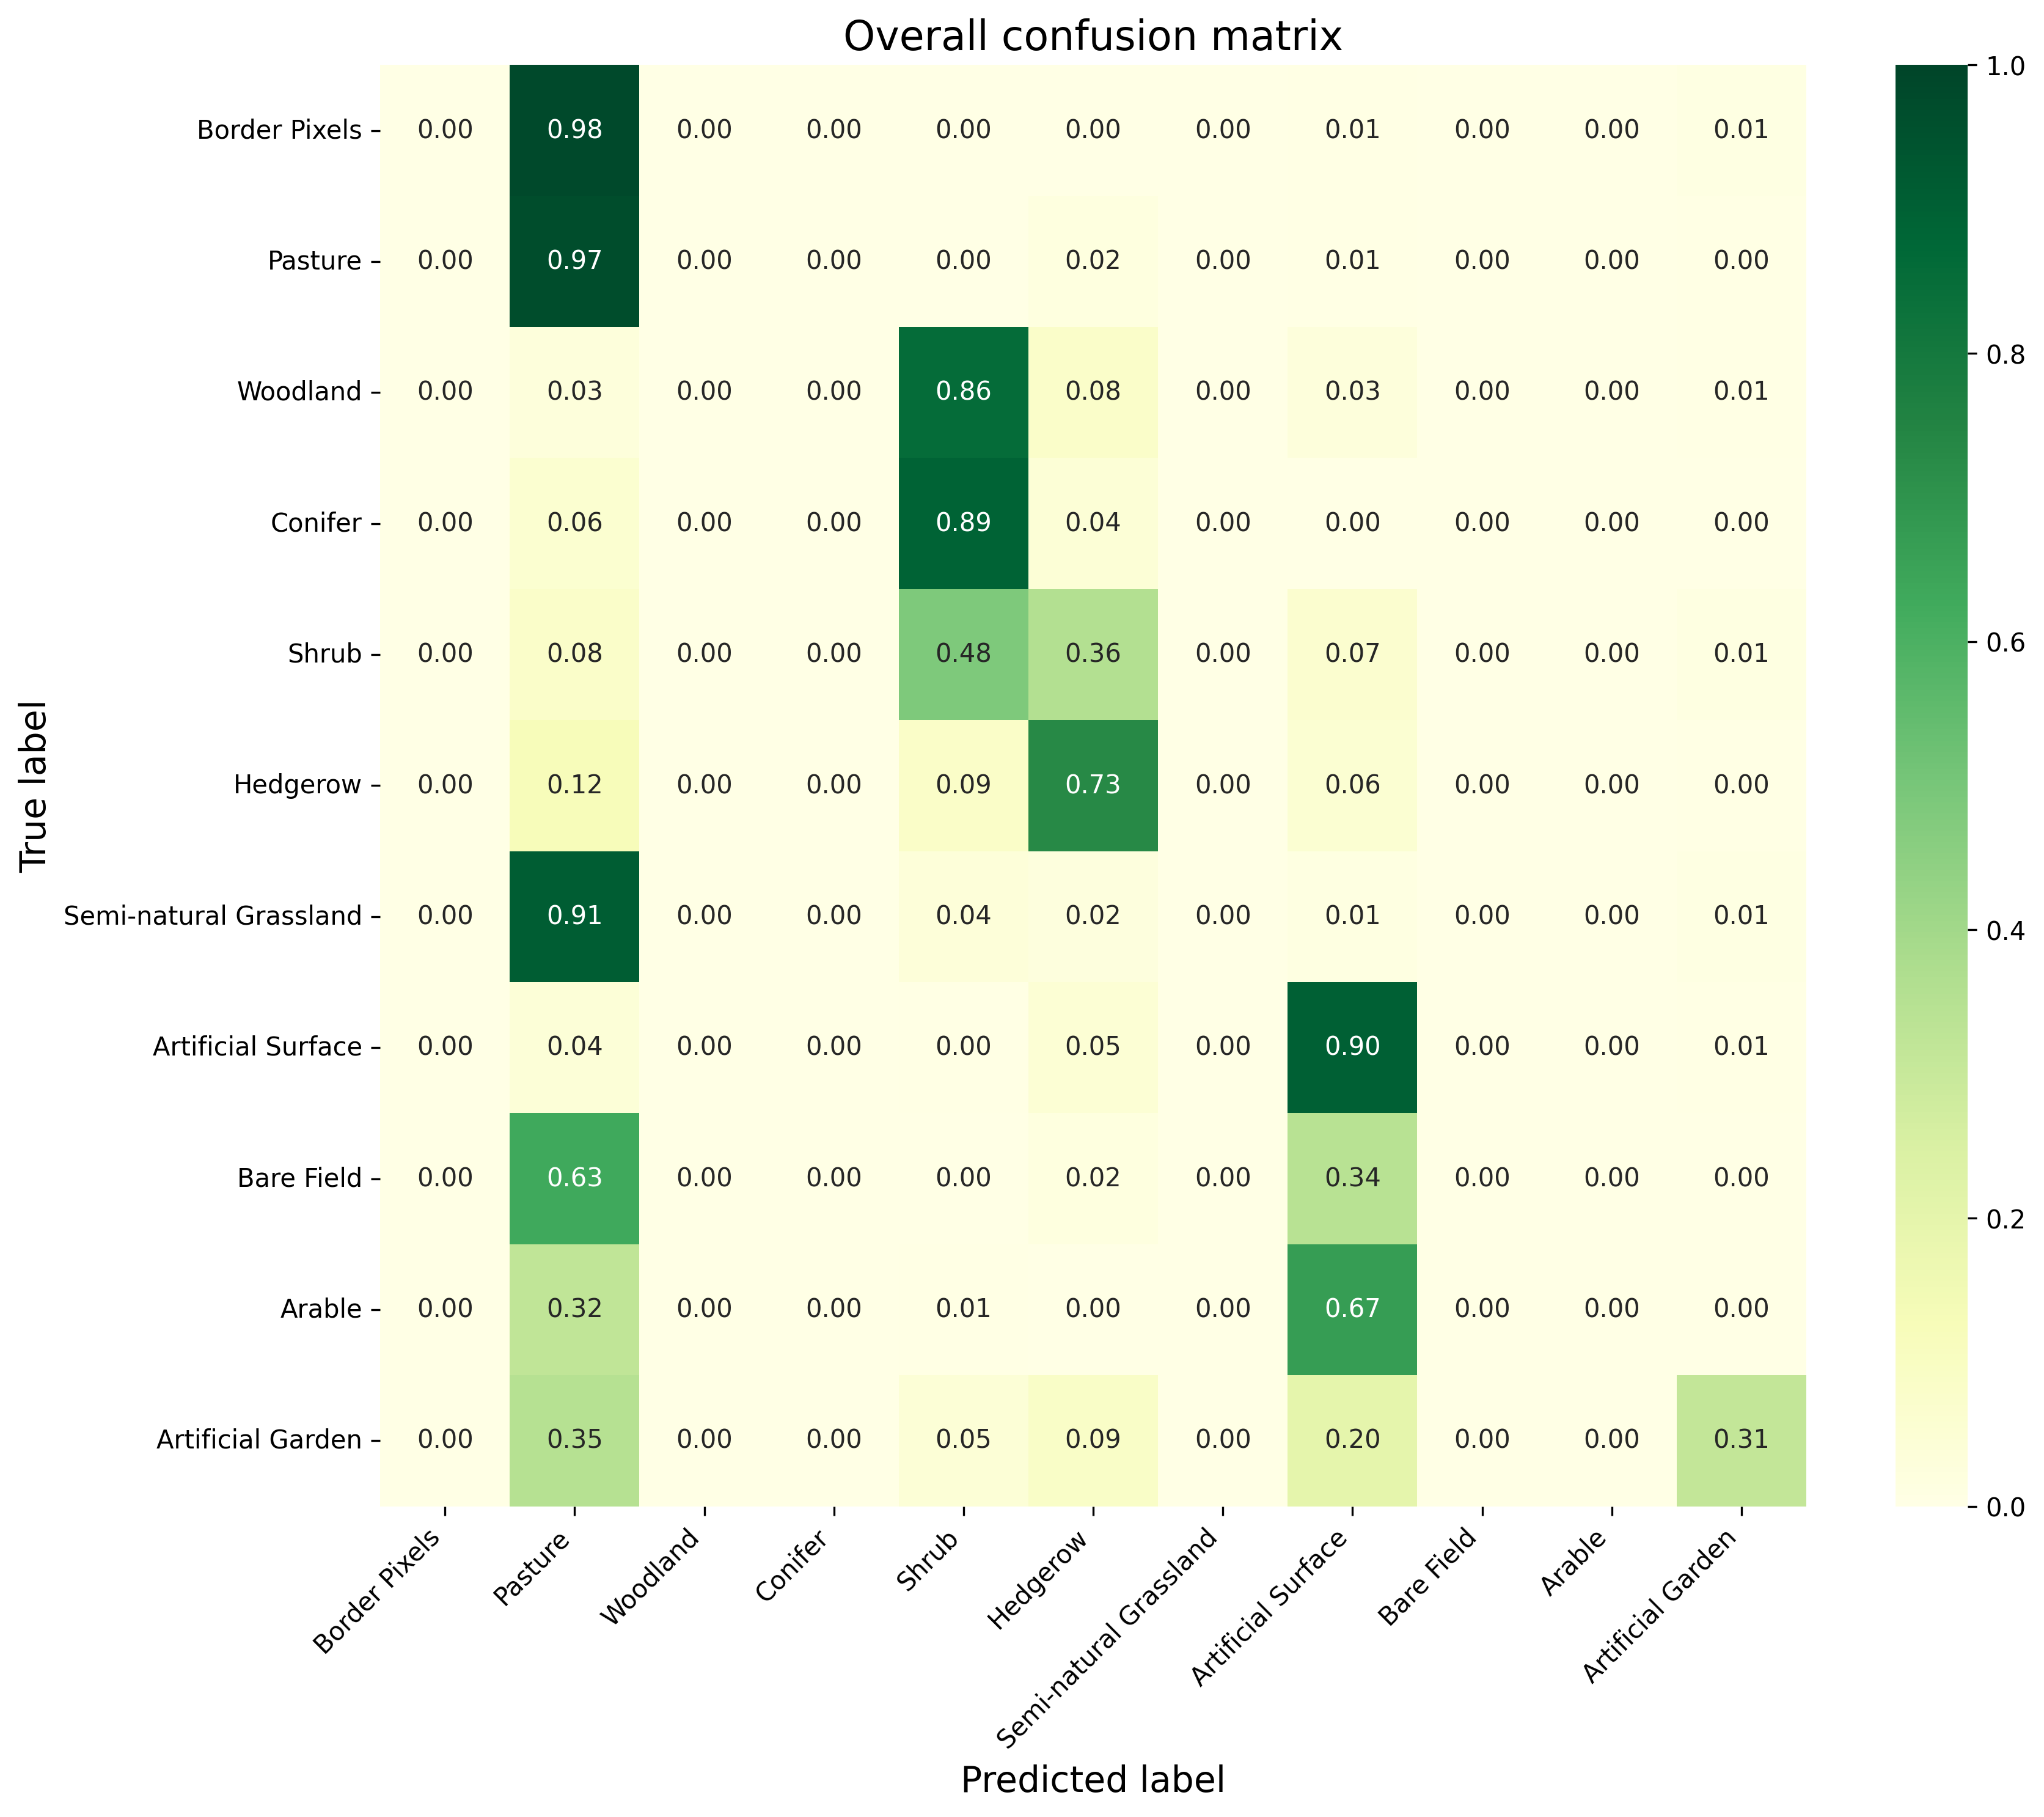 Overall confusion matrix
Border Pixels 0.00 0.98 0.00 0.00 0.00 0.00 0.00 0.01 0.00 0.00 0.01
Pasture 0.00 0.97 0.00 0.00 0.00 0.02 0.00 0.01 0.00 0.00 0.00
Woodland 0.00 0.03 0.00 0.00 0.86 0.08 0.00 0.03 0.00 0.00 0.01
Conifer 0.00 0.06 0.00 0.00 0.89 0.04 0.00 0.00 0.00 0.00 0.00
Shrub 0.00 0.08 0.00 0.00 0.48 0.36 0.00 0.07 0.00 0.00 0.01
Hedgerow 0.00 0.12 0.00 0.00 0.09 0.73 0.00 0.06 0.00 0.00 0.00
Semi-natural Grassland 0.00 0.91 0.00 0.00 0.04 0.02 0.00 0.01 0.00 0.00 0.01
Artificial Surface 0.00 0.04 0.00 0.00 0.00 0.05 0.00 0.90 0.00 0.00 0.01
Bare Field 0.00 0.63 0.00 0.00 0.00 0.02 0.00 0.34 0.00 0.00 0.00
Arable 0.00 0.32 0.00 0.00 0.01 0.00 0.00 0.67 0.00 0.00 0.00
Artificial Garden 0.00 0.35 0.00 0.00 0.05 0.09 0.00 0.20 0.00 0.00 0.31
True label
Border Pixels
Pasture
Woodland
Conifer
Shrub
Hedgerow
Semi-natural Grassland
Artificial Surface
Bare Field
Arable
Artificial Garden
Predicted label
1.0
0.8
0.6
0.4
0.2
0.0